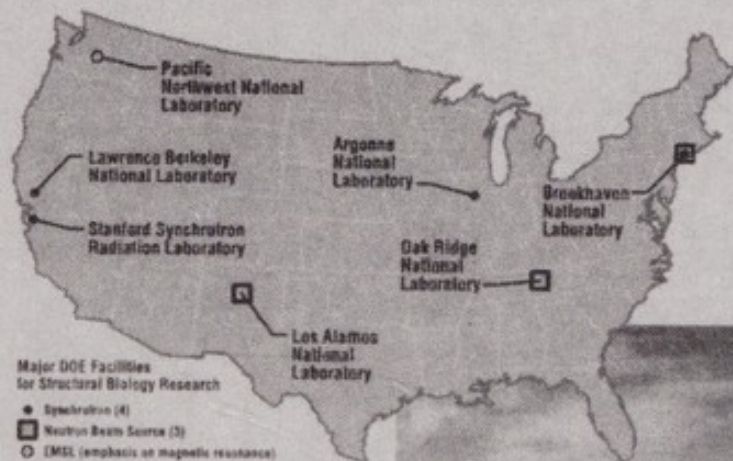 Pacific
Northwest National
Laboratory
Lawrence Berkeley
National Laboratory
Argonne
National
Laboratory
Brookhaven
National
Laboratory
Stanford Synchrotron
Radiation Laboratory
Oak Ridge
National
Laboratory
Los Alamos
National
Laboratory
Major DOE Facilities
for Structural Biology Research
Synchrotron (4)
Neutron Beam Source (3)
EMSL (emphasis on magnetic resonance)